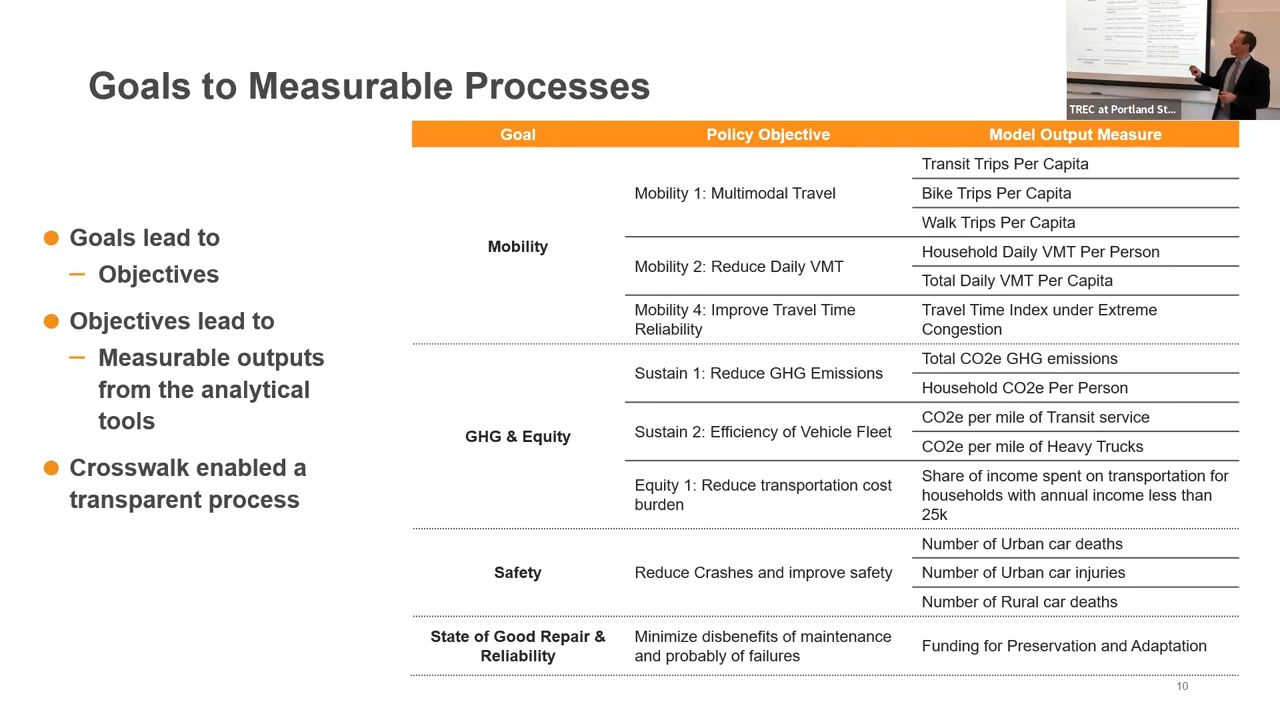 Goals to Measurable Processes
TREC at Portland St...
Goals lead to
– Objectives
Objectives lead to
– Measurable outputs
from the analytical
tools
Crosswalk enabled a
transparent process
Goal Policy Objective Model Output Measure
Mobility
Mobility 1: Multimodal Travel
Transit Trips Per Capita
Bike Trips Per Capita
Walk Trips Per Capita
Mobility 2: Reduce Daily VMT
Household Daily VMT Per Person
Total Daily VMT Per Capita
Mobility 4: Improve Travel Time
Reliability
Travel Time Index under Extreme
Congestion
GHG & Equity
Sustain 1: Reduce GHG Emissions
Total CO2e GHG emissions
Household CO2e Per Person
Sustain 2: Efficiency of Vehicle Fleet
CO2e per mile of Transit service
CO2e per mile of Heavy Trucks
Equity 1: Reduce transportation cost
burden
Share of income spent on transportation for
households with annual income less than
25k
Safety
Reduce Crashes and improve safety
Number of Urban car deaths
Number of Urban car injuries
Number of Rural car deaths
State of Good Repair &
Reliability
Minimize disbenefits of maintenance
and probably of failures
Funding for Preservation and Adaptation
10